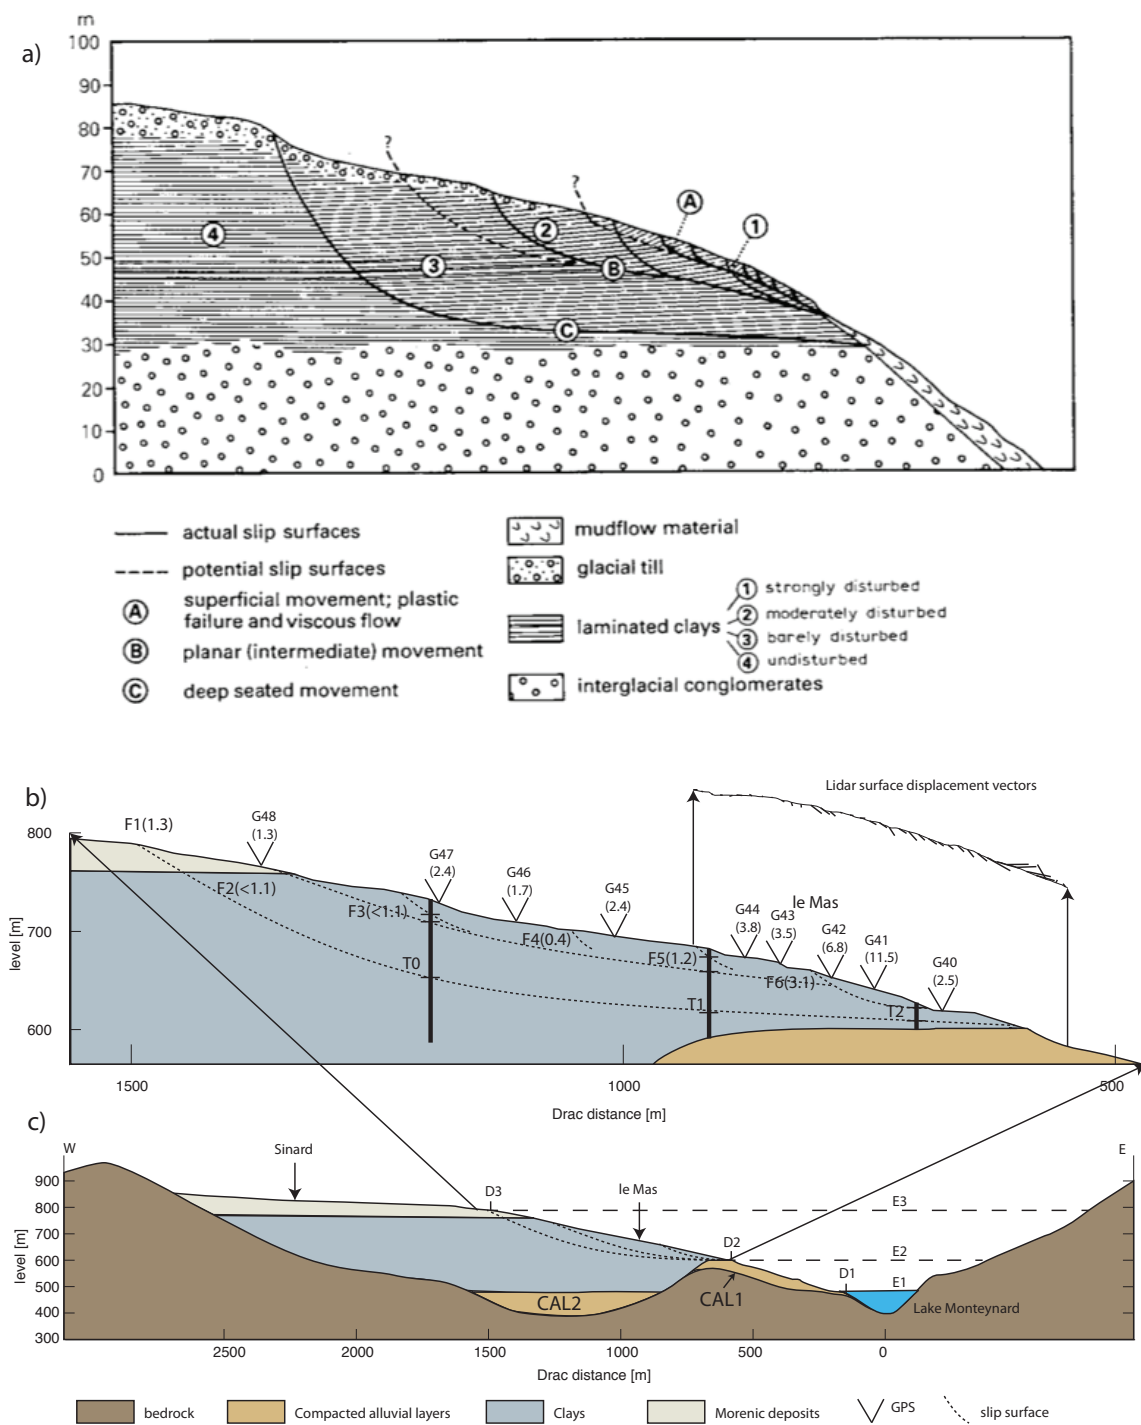 m
a)
100
90
80
70
60
50
40
30
20
10
0
?
?
A
1
2
4
3
B
C
actual slip surfaces
potential slip surfaces
A superficial movement; plastic
failure and viscous flow
B planar (intermediate) movement
C deep seated movement
mudflow material
glacial till
laminated clays
1 strongly disturbed
2 moderately disturbed
3 barely disturbed
4 undisturbed
interglacial conglomerates
b)
Lidar surface displacement vectors
level [m]
800
700
600
F1(1.3)
G48
(1.3)
F2(<1.1)
G47
(2.4)
F3(<1.1)
G46
(1.7)
F4(0.4)
G45
(2.4)
T0
le Mas
G44
(3.8)
G43
(3.5)
G42
(6.8)
G41
(11.5)
G40
(2.5)
F5(1.2)
F6(3.1)
T1
T2
1500
1000
500
Drac distance [m]
c)
W
E
Sinard
le Mas
level [m]
900
800
700
600
500
400
300
D3
D2
D1
E3
E2
E1
CAL2
CAL1
Lake Monteynard
2500
2000
1500
1000
500
0
Drac distance [m]
bedrock
Compacted alluvial layers
Clays
Morenic deposits
GPS
slip surface